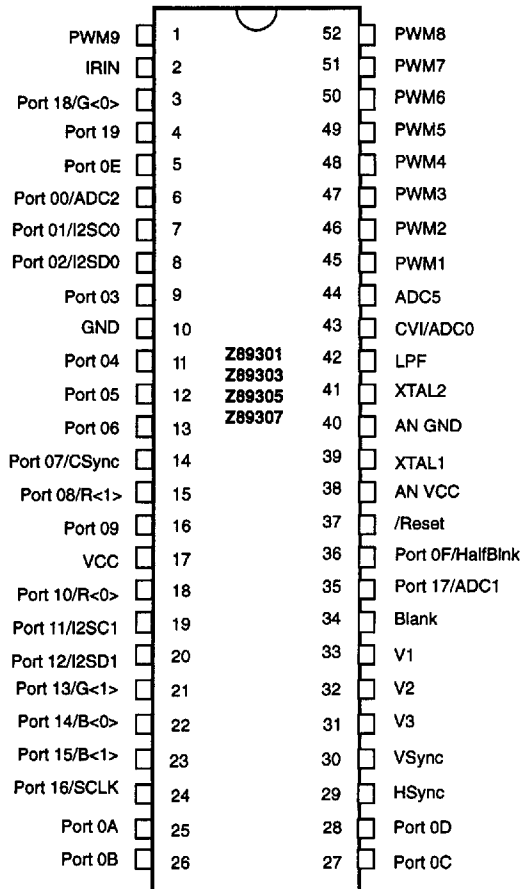 PWM9 1 52 PWM8
IRIN 2 51 PWM7
Port 18/G<0> 3 50 PWM6
Port 19 4 49 PWM5
Port 0E 5 48 PWM4
Port 00/ADC2 6 47 PWM3
Port 01/I2SC0 7 46 PWM2
Port 02/I2SD0 8 45 PWM1
Port 03 9 44 ADC5
GND 10 43 CVI/ADC0
Port 04 11 42 LPF
Z89301
Port 05 12 41 XTAL2
Z89303
Z89305
Port 06 13 40 AN GND
Z89307
Port 07/CSync 14 39 XTAL1
Port 08/R<1> 15 38 AN VCC
Port 09 16 37 /Reset
VCC 17 36 Port 0F/HalfBlnk
Port 10/R<0> 18 35 Port 17/ADC1
Port 11/I2SC1 19 34 Blank
Port 12/I2SD1 20 33 V1
Port 13/G<1> 21 32 V2
Port 14/B<0> 22 31 V3
Port 15/B<1> 23 30 VSync
Port 16/SCLK 24 29 HSync
Port 0A 25 28 Port 0D
Port 0B 26 27 Port 0C